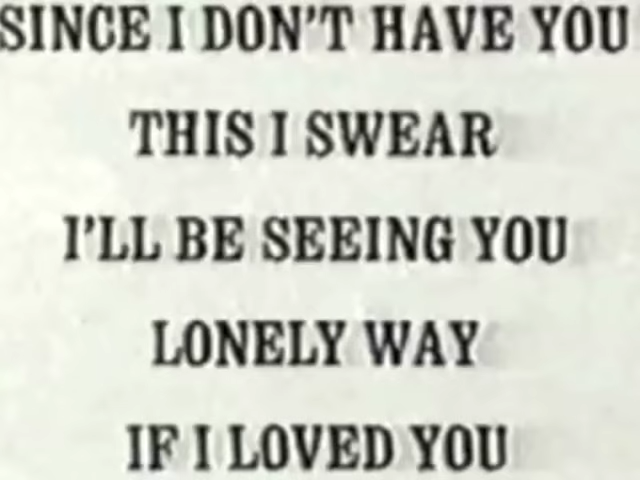 SINCE I DON'T HAVE YOU
THIS I SWEAR
I'LL BE SEEING YOU
LONELY WAY
IF I LOVED YOU